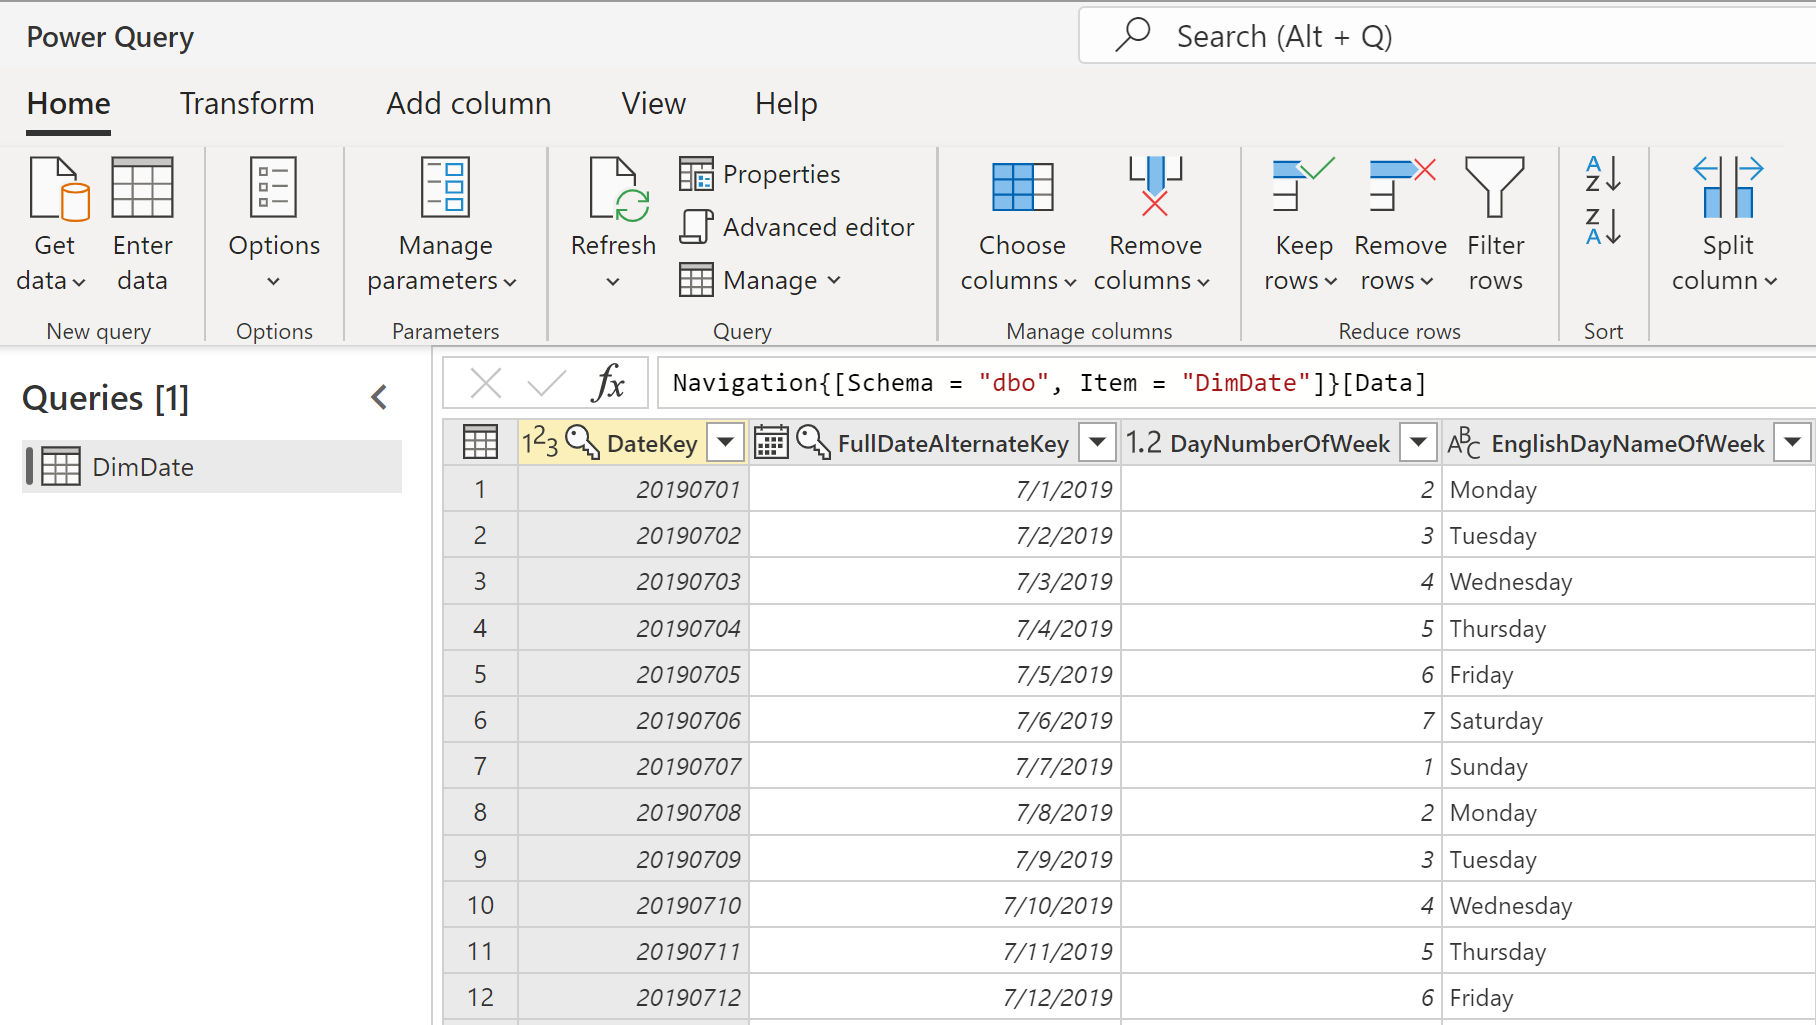 Power Query
Search (Alt + Q)
Home Transform Add column View Help
Get data
Enter data
New query
Options
Options
Manage parameters
Parameters
Refresh
Properties
Advanced editor
Manage
Query
Choose columns
Remove columns
Manage columns
Keep rows
Remove rows
Filter rows
Reduce rows
A
Z
Z
A
Sort
Split column
Queries [1]
DimDate
fx
Navigation{[Schema = "dbo", Item = "DimDate"]}[Data]
123 DateKey FullDateAlternateKey 1.2 DayNumberOfWeek ABC EnglishDayNameOfWeek
1 20190701 7/1/2019 2 Monday
2 20190702 7/2/2019 3 Tuesday
3 20190703 7/3/2019 4 Wednesday
4 20190704 7/4/2019 5 Thursday
5 20190705 7/5/2019 6 Friday
6 20190706 7/6/2019 7 Saturday
7 20190707 7/7/2019 1 Sunday
8 20190708 7/8/2019 2 Monday
9 20190709 7/9/2019 3 Tuesday
10 20190710 7/10/2019 4 Wednesday
11 20190711 7/11/2019 5 Thursday
12 20190712 7/12/2019 6 Friday